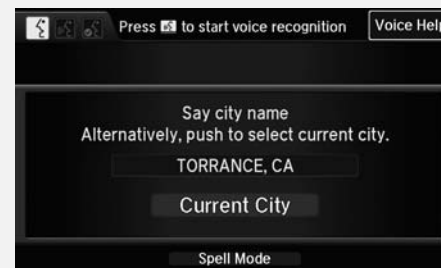 Press to start voice recognition
Voice Help
Say city name
Alternatively, push to select current city.
TORRANCE, CA
Current City
Spell Mode